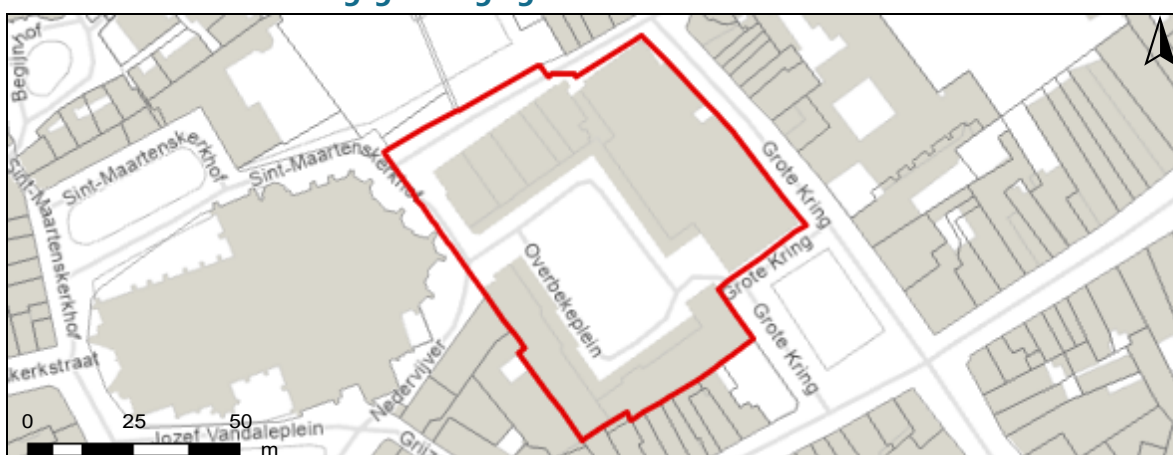 Begijnhof
Sint-Maartenskerkhof
Sint-Maartenskerkhof
Sint-Maartenskerkhof
Grote Kring
Overbekeplein
Grote Kring
Grote Kring
kerkstraat
Nedervijver
0 25 50
m
Jozef Vandaleplein